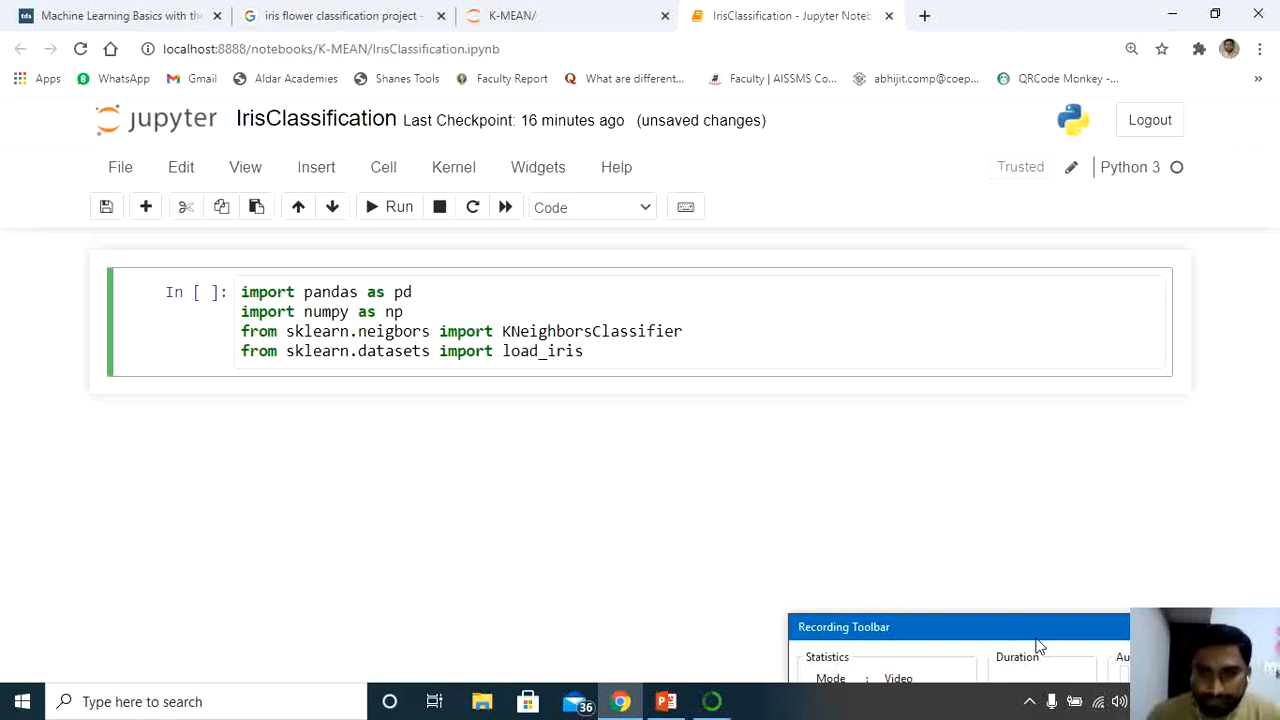 Machine Learning Basics with the
iris flower classification project -
K-MEAN/
IrisClassification - Jupyter Noteb
localhost:8888/notebooks/K-MEAN/IrisClassification.ipynb
Apps
WhatsApp
Gmail
Aldar Academies
Shanes Tools
Faculty Report
What are different...
Faculty | AISSMS Co...
abhijit.comp@coep...
QRCode Monkey -...
»
jupyter
IrisClassification Last Checkpoint: 16 minutes ago (unsaved changes)
Logout
File Edit View Insert Cell Kernel Widgets Help
Trusted
Python 3
Run
Code
In [ ]:
import pandas as pd
import numpy as np
from sklearn.neigbors import KNeighborsClassifier
from sklearn.datasets import load_iris
Recording Toolbar
Statistics
Duration
Au
Mode : Video
Type here to search
36